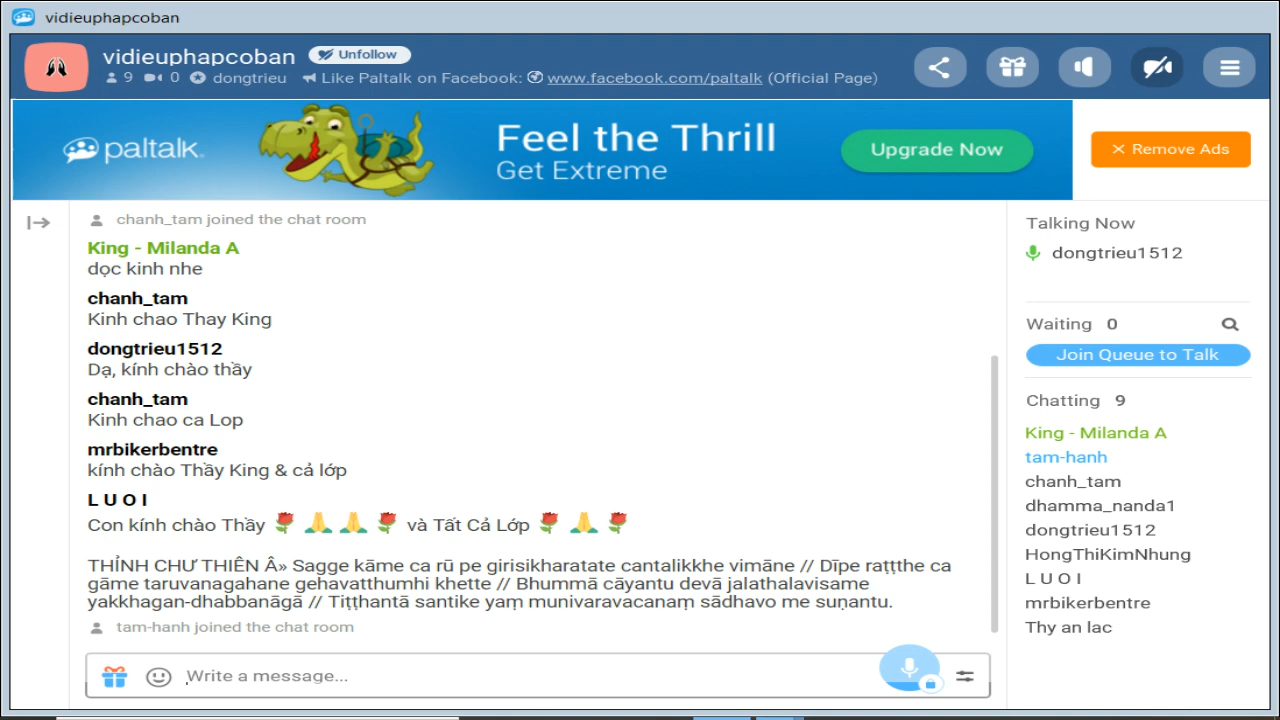 vidieuphapcoban
vidieuphapcoban Unfollow
9 0 dongtrieu Like Paltalk on Facebook: www.facebook.com/paltalk (Official Page)
paltalk.
Feel the Thrill
Get Extreme
Upgrade Now
Remove Ads
chanh_tam joined the chat room
King - Milanda A
dọc kinh nhe
chanh_tam
Kinh chao Thay King
dongtrieu1512
Dạ, kính chào thầy
chanh_tam
Kinh chao ca Lop
mrbikerbentre
kính chào Thầy King & cả lớp
L U O I
Con kính chào Thầy 🌹 🙏 🙏 🌹 và Tất Cả Lớp 🌹 🙏 🌹
THỈNH CHƯ THIÊN Â» Sagge kāme ca rū pe girisikharatate cantalikkhe vimāne // Dīpe raṭṭhe ca
gāme taruvanagahane gehavatthumhi khette // Bhummā cāyantu devā jalathalavisame
yakkhagan-dhabbanāgā // Tiṭṭhantā santike yaṃ munivaravacanaṃ sādhavo me suṇantu.
tam-hanh joined the chat room
Write a message...
Talking Now
dongtrieu1512
Waiting 0
Join Queue to Talk
Chatting 9
King - Milanda A
tam-hanh
chanh_tam
dhamma_nanda1
dongtrieu1512
HongThiKimNhung
L U O I
mrbikerbentre
Thy an lac